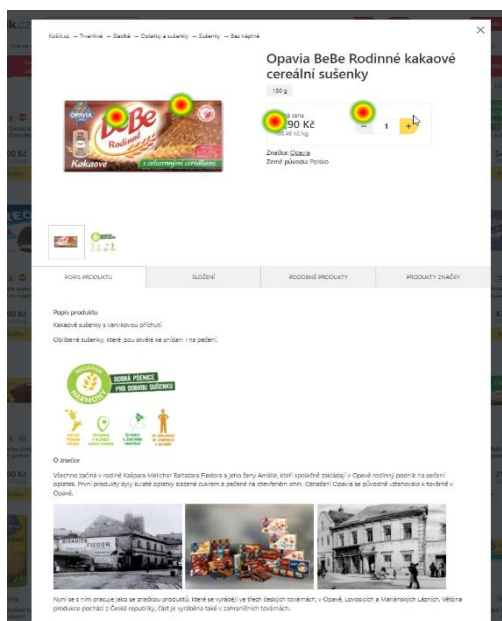 Košík.cz → Trvanlivé → Sladké → Oplatky a sušenky → Sušenky → Bez náplně
Opavia BeBe Rodinné kakaové
cereální sušenky
130 g
cena
90 Kč
1
+
Značka: Opavia
Země původu: Polsko
OPAVIA
BeBe
Rodinné
Kakaové
s celozrnnými cereáliemi
POPIS PRODUKTU
SLOŽENÍ
PODOBNÉ PRODUKTY
PRODUKTY ZNAČKY
Popis produktu
Kakaové sušenky s vanilkovou příchutí.
Oblíbené sušenky, které jsou skvělé ke snídani i na pečení.
HARMONY
DOBRÁ PŠENICE
PRO DOBROU SUŠENKU
O značce
Všechno začíná v rodině Kašpara Melichar Baltazara Fiedora a jeho ženy Amálie, kteří společně zakládají v Opavě rodinný podnik na pečení
oplatek. První produkty byly kulaté oplatky slazené cukrem a pečené na otevřeném ohni. Označení Opavia se původně vztahovalo k továrně v
Opavě.
FIEDOR
Nyní se s ním pracuje jako se značkou produktů, které se vyrábějí ve třech českých továrnách, v Opavě, Lovosicích a Mariánských Lázních. Většina
produkce pochází z České republiky, část je vyráběna také v zahraničních továrnách.